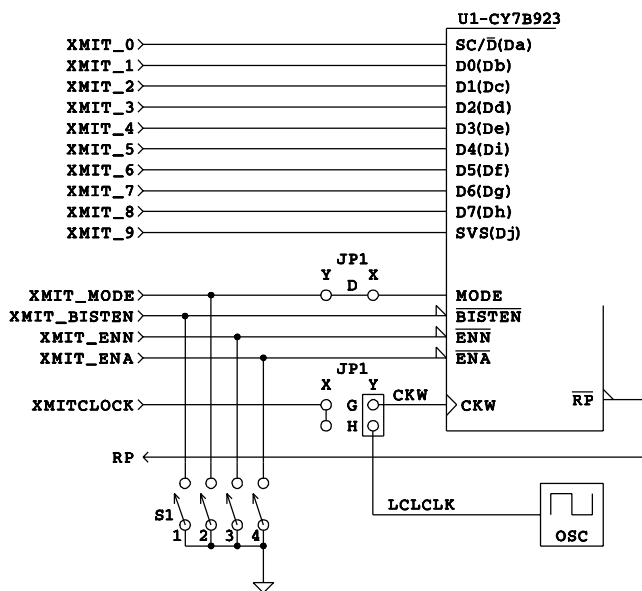 U1-CY7B923
XMIT_0 SC/D̅(Da)
XMIT_1 D0(Db)
XMIT_2 D1(Dc)
XMIT_3 D2(Dd)
XMIT_4 D3(De)
XMIT_5 D4(Di)
XMIT_6 D5(Df)
XMIT_7 D6(Dg)
XMIT_8 D7(Dh)
XMIT_9 SVS(Dj)
JP1
Y D X
XMIT_MODE MODE
XMIT_BISTEN BISTEN
XMIT_ENN ENN
XMIT_ENA ENA
JP1
X Y
CKW
XMITCLOCK G CKW RP
H
RP
LCLCLK
S1
1 2 3 4
OSC